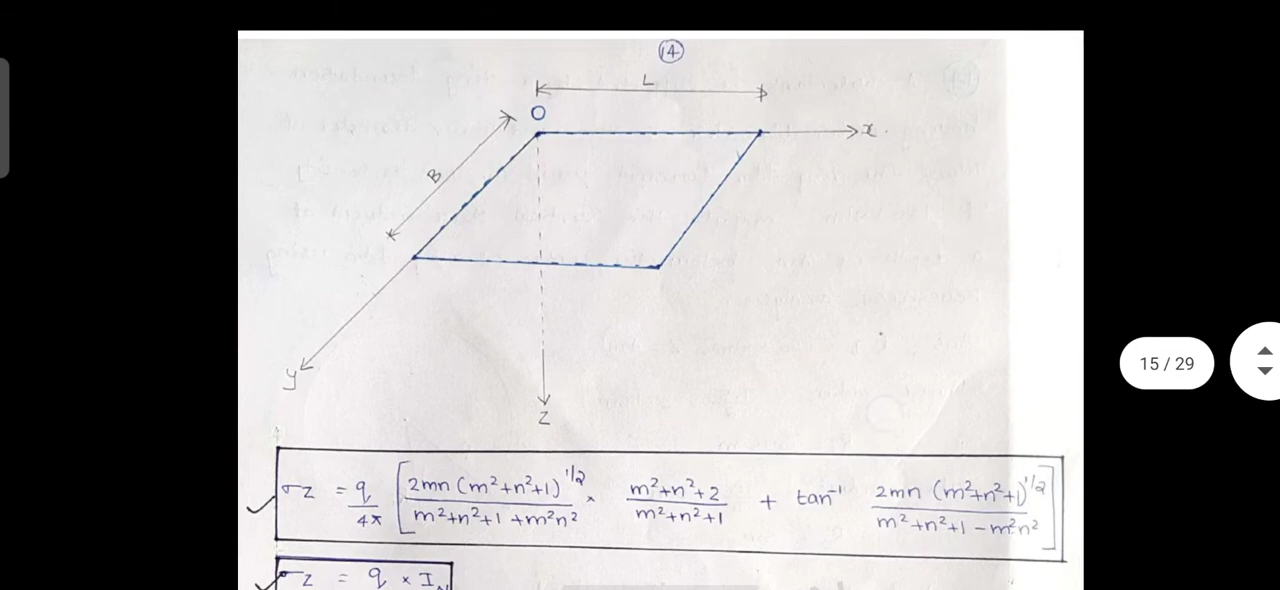 14
L
O
x
B
y
z
σz = q/4π [ 2mn (m²+n²+1)^1/2 / m²+n²+1+m²n² × m²+n²+2 / m²+n²+1 + tan⁻¹ 2mn (m²+n²+1)^1/2 / m²+n²+1-m²n² ]
σz = q × I_N
15 / 29